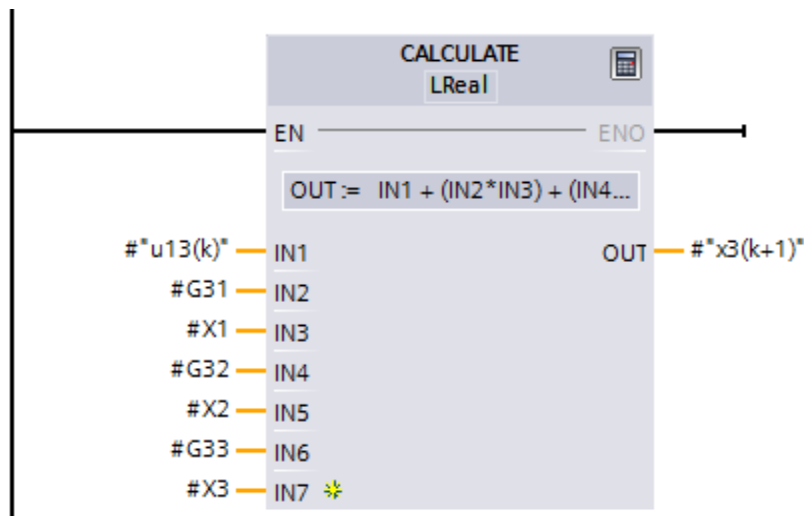 CALCULATE
LReal
EN ENO
OUT := IN1 + (IN2*IN3) + (IN4...
#"u13(k)" IN1 OUT #"x3(k+1)"
#G31 IN2
#X1 IN3
#G32 IN4
#X2 IN5
#G33 IN6
#X3 IN7